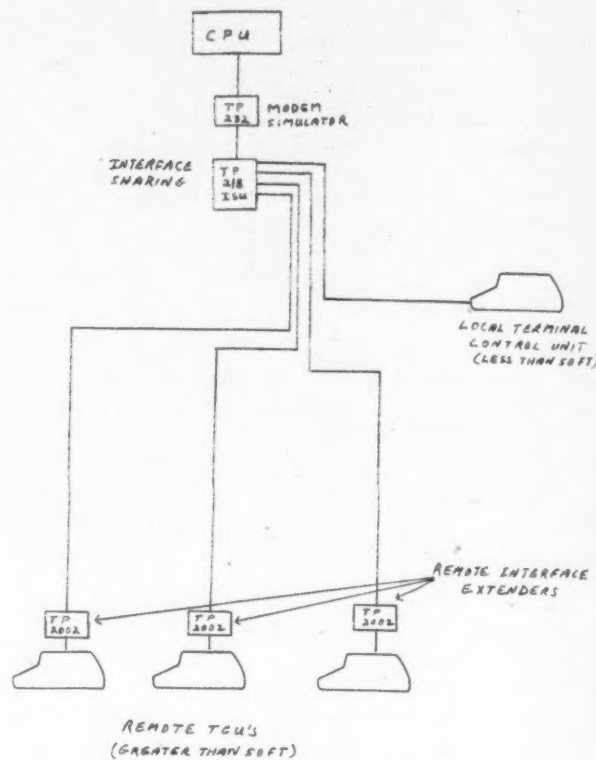 CPU
TP
232
MODEM
SIMULATOR
INTERFACE
SHARING
TP
218
ISU
LOCAL TERMINAL
CONTROL UNIT
(LESS THAN 50FT)
REMOTE INTERFACE
EXTENDERS
TP
2002
TP
2002
TP
2002
REMOTE TCU'S
(GREATER THAN 50FT)